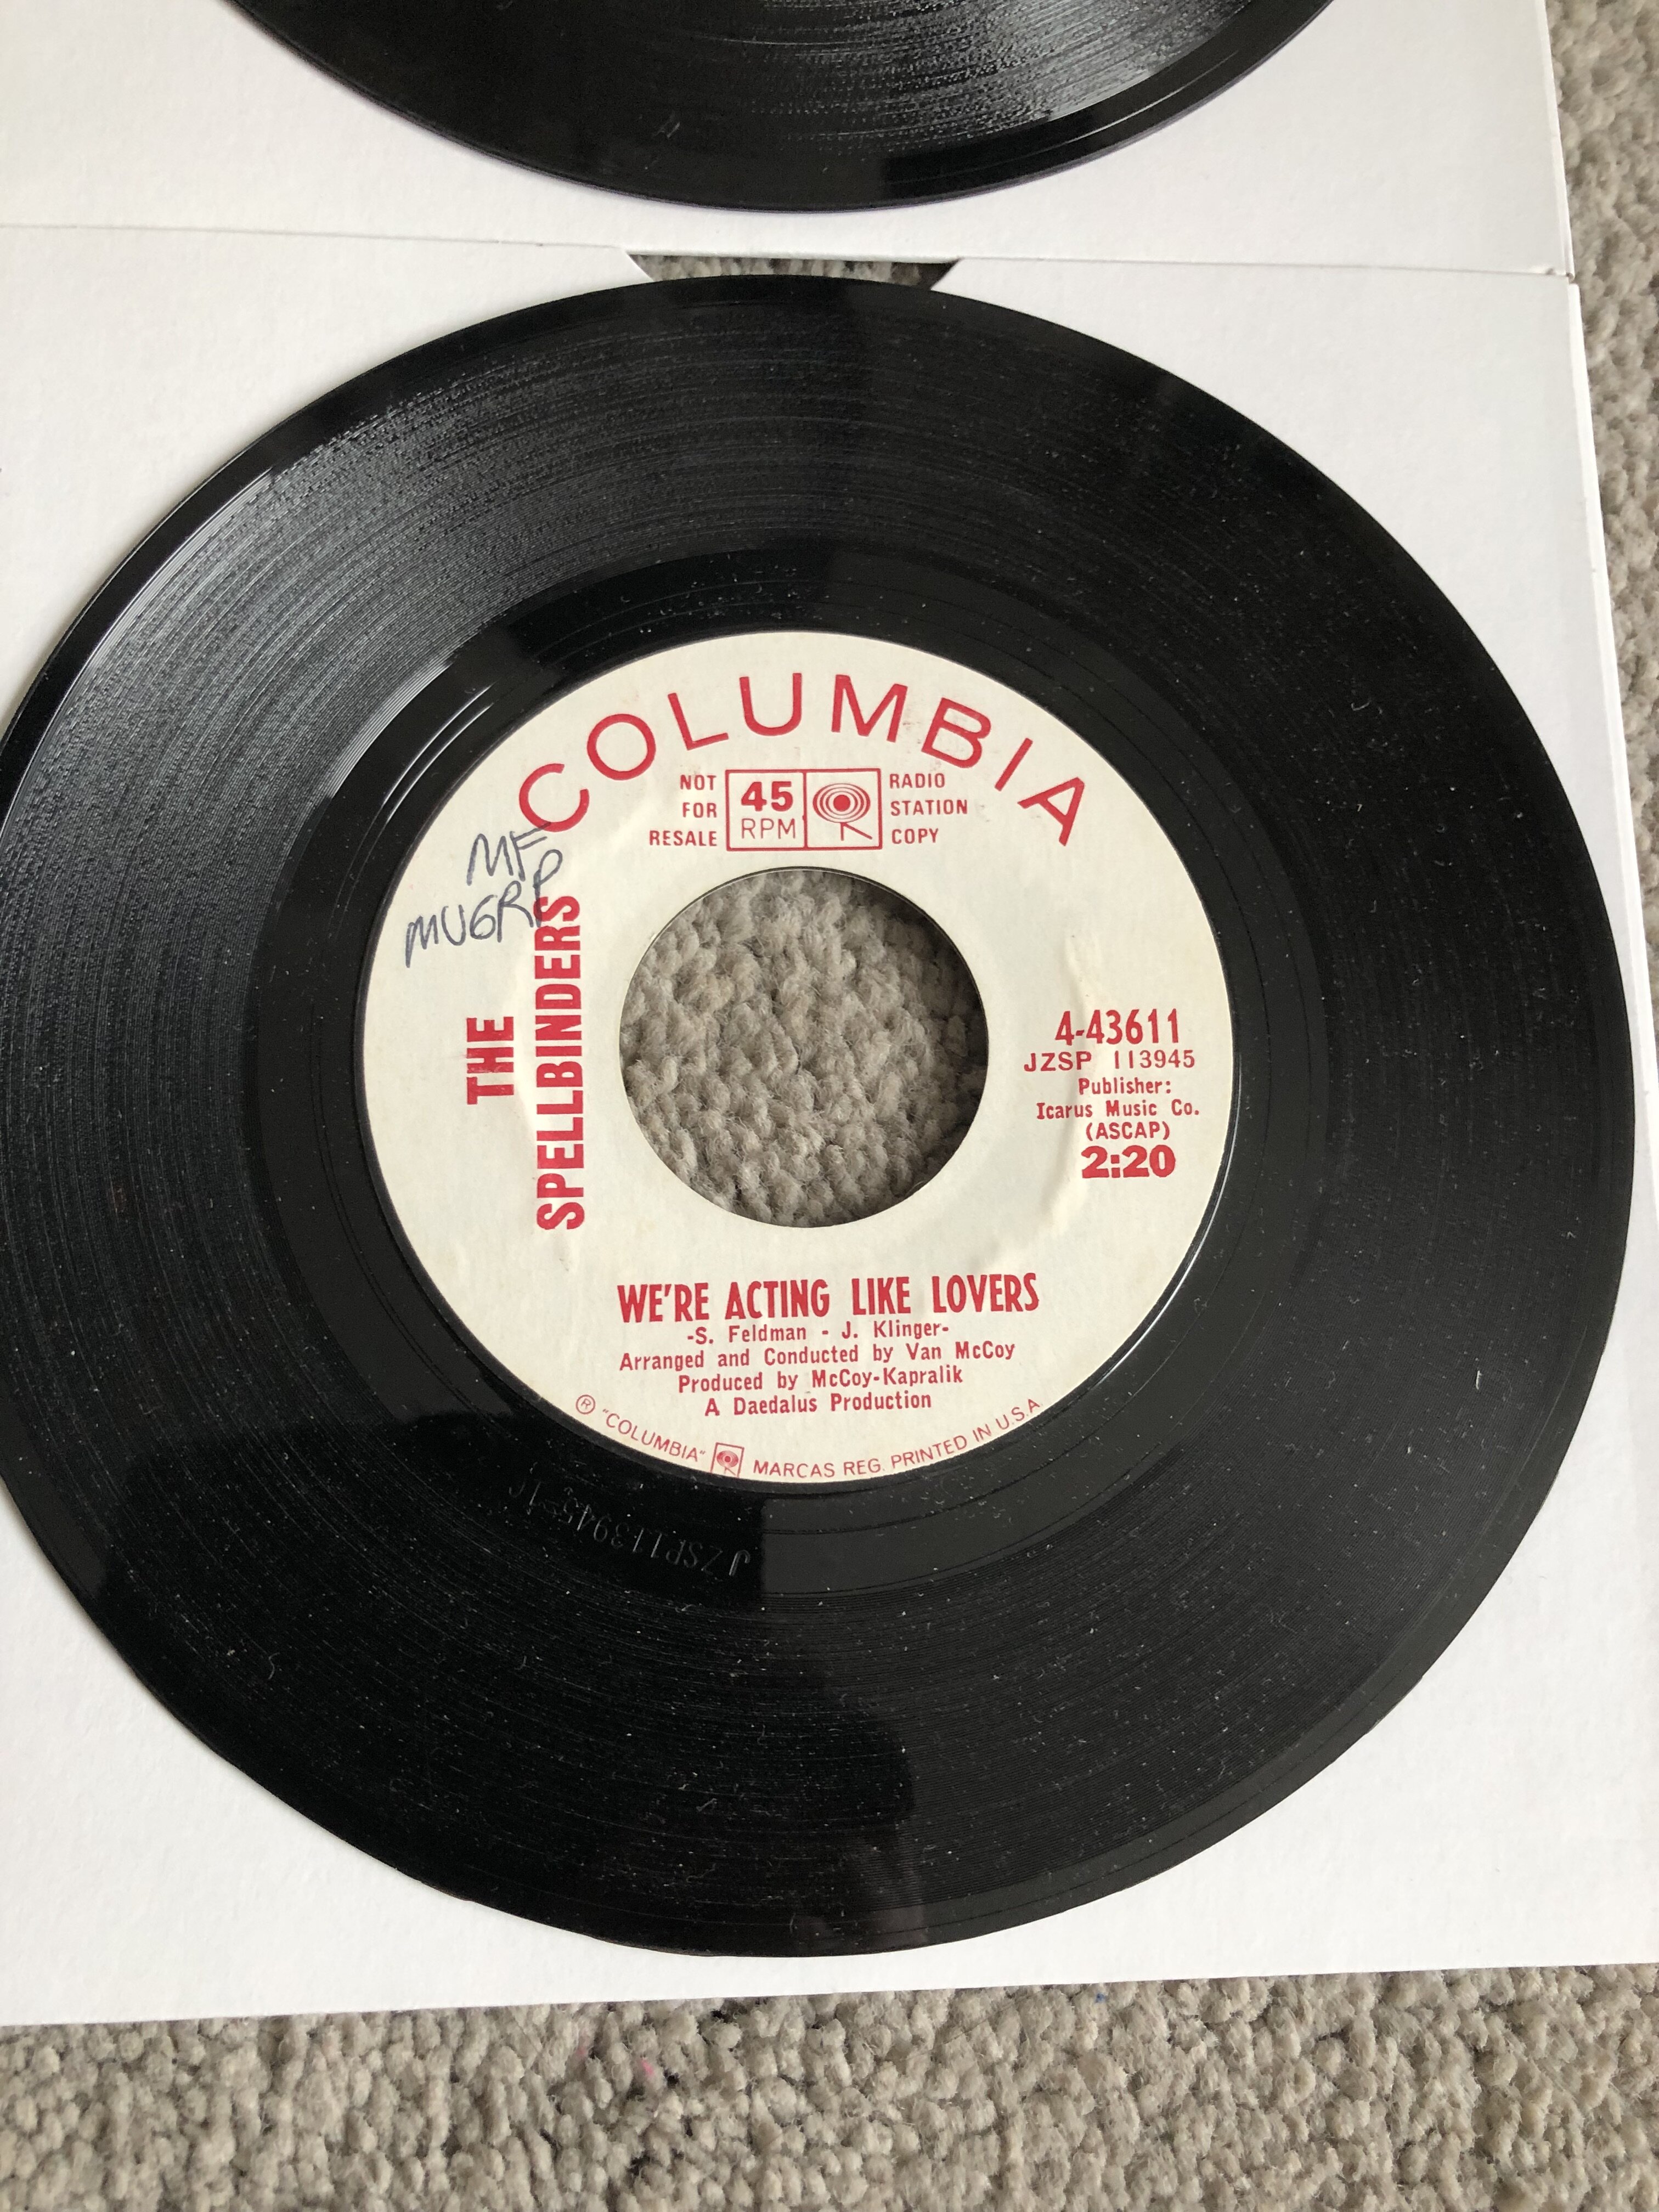 COLUMBIA
NOT FOR RESALE
45 RPM
RADIO STATION COPY
MF
MUGRP
THE
SPELLBINDERS
4-43611
JZSP 113945
Publisher:
Icarus Music Co.
(ASCAP)
2:20
WE'RE ACTING LIKE LOVERS
-S. Feldman - J. Klinger-
Arranged and Conducted by Van McCoy
Produced by McCoy-Kapralik
A Daedalus Production
® "COLUMBIA" MARCAS REG. PRINTED IN U.S.A.